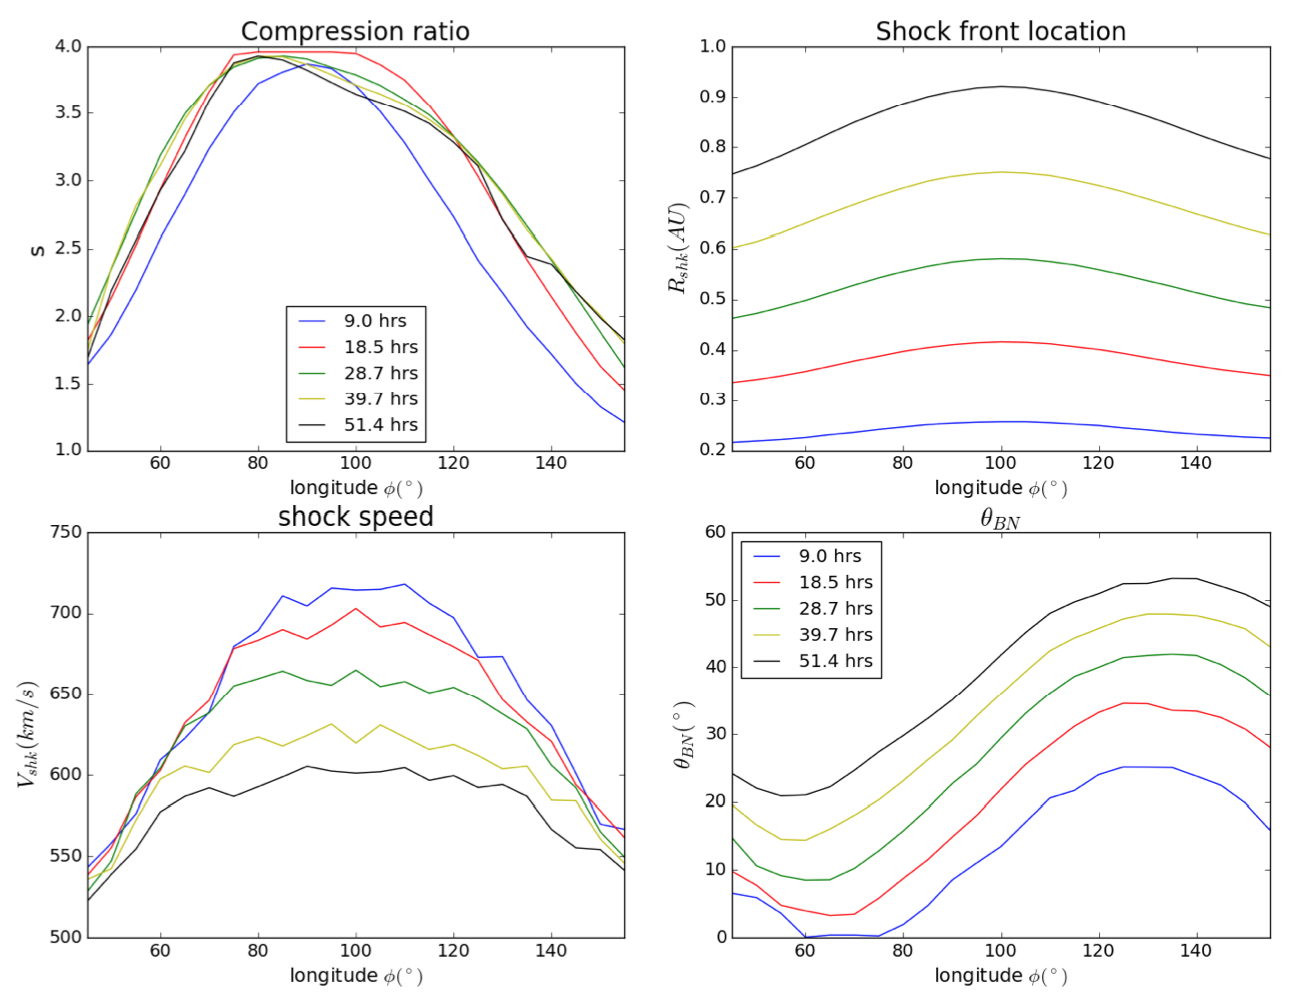 Compression ratio
4.0
3.5
3.0
2.5
2.0
1.5
1.0
s
9.0 hrs
18.5 hrs
28.7 hrs
39.7 hrs
51.4 hrs
60 80 100 120 140
longitude ϕ(°)
Shock front location
1.0
0.9
0.8
0.7
0.6
0.5
0.4
0.3
0.2
R_shk(AU)
60 80 100 120 140
longitude ϕ(°)
shock speed
750
700
650
600
550
500
V_shk(km/s)
60 80 100 120 140
longitude ϕ(°)
θ_BN
60
50
40
30
20
10
0
θ_BN(°)
9.0 hrs
18.5 hrs
28.7 hrs
39.7 hrs
51.4 hrs
60 80 100 120 140
longitude ϕ(°)